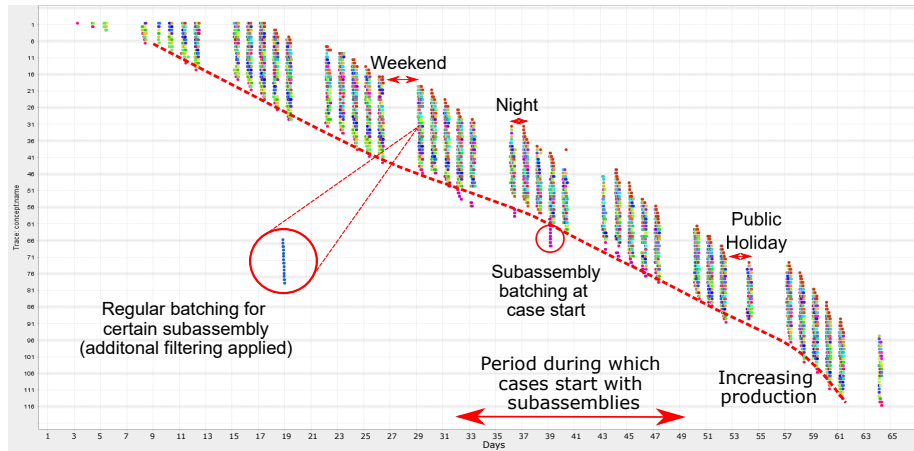 Weekend
Night
Public
Holiday
Subassembly
batching at
case start
Regular batching for
certain subassembly
(additonal filtering applied)
Period during which
cases start with
subassemblies
Increasing
production
Trace: concept:name
1
6
11
16
21
26
31
36
41
46
51
56
61
66
71
76
81
86
91
96
101
106
111
116
1 3 5 7 9 11 13 15 17 19 21 23 25 27 29 31 33 35 37 39 41 43 45 47 49 51 53 55 57 59 61 63 65
Days